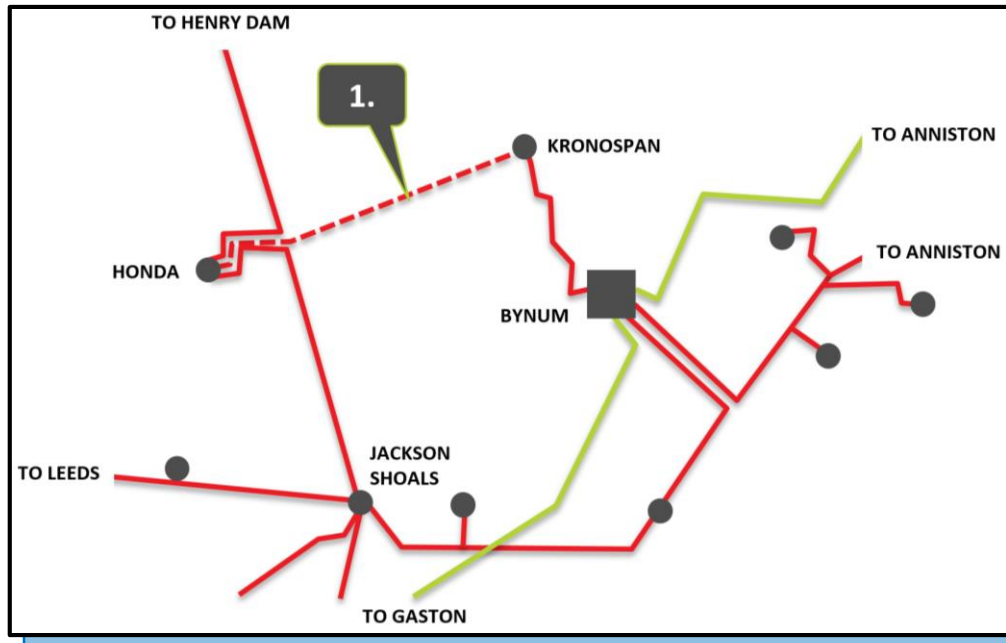 TO HENRY DAM
1.
KRONOSPAN
TO ANNISTON
HONDA
TO ANNISTON
BYNUM
JACKSON
SHOALS
TO LEEDS
TO GASTON